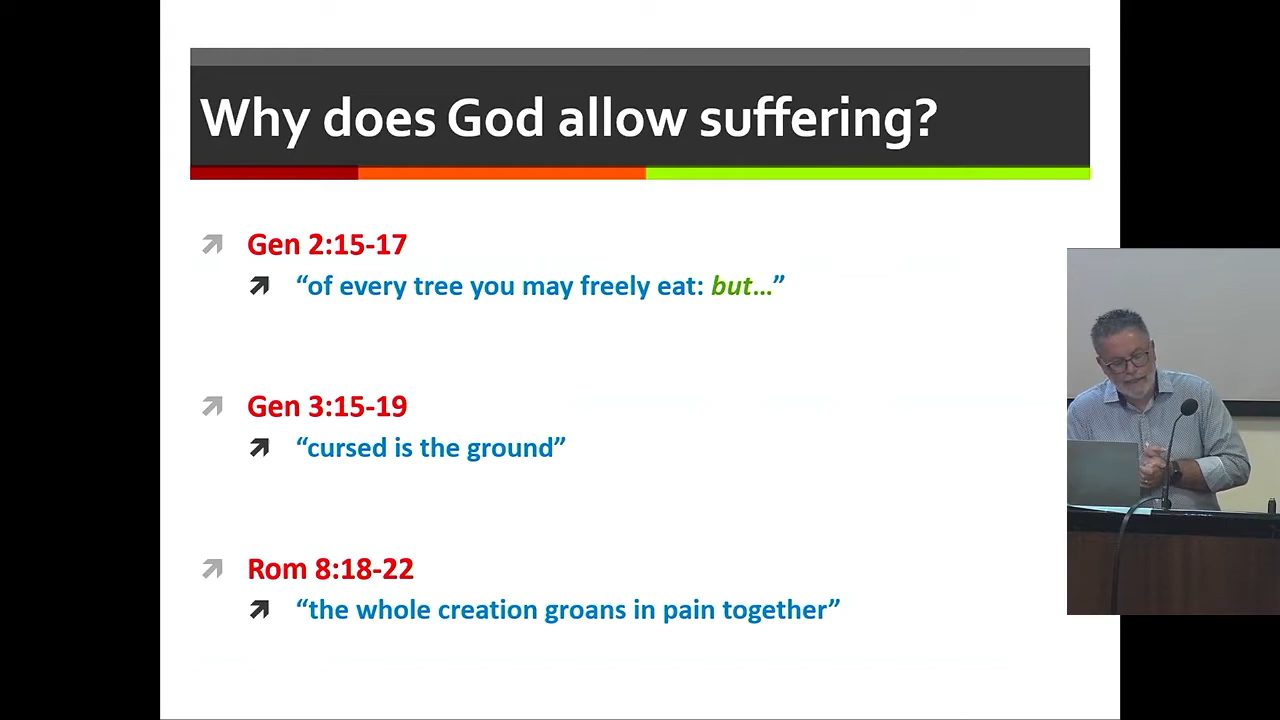 Why does God allow suffering?
Gen 2:15-17
“of every tree you may freely eat: but…”
Gen 3:15-19
“cursed is the ground”
Rom 8:18-22
“the whole creation groans in pain together”